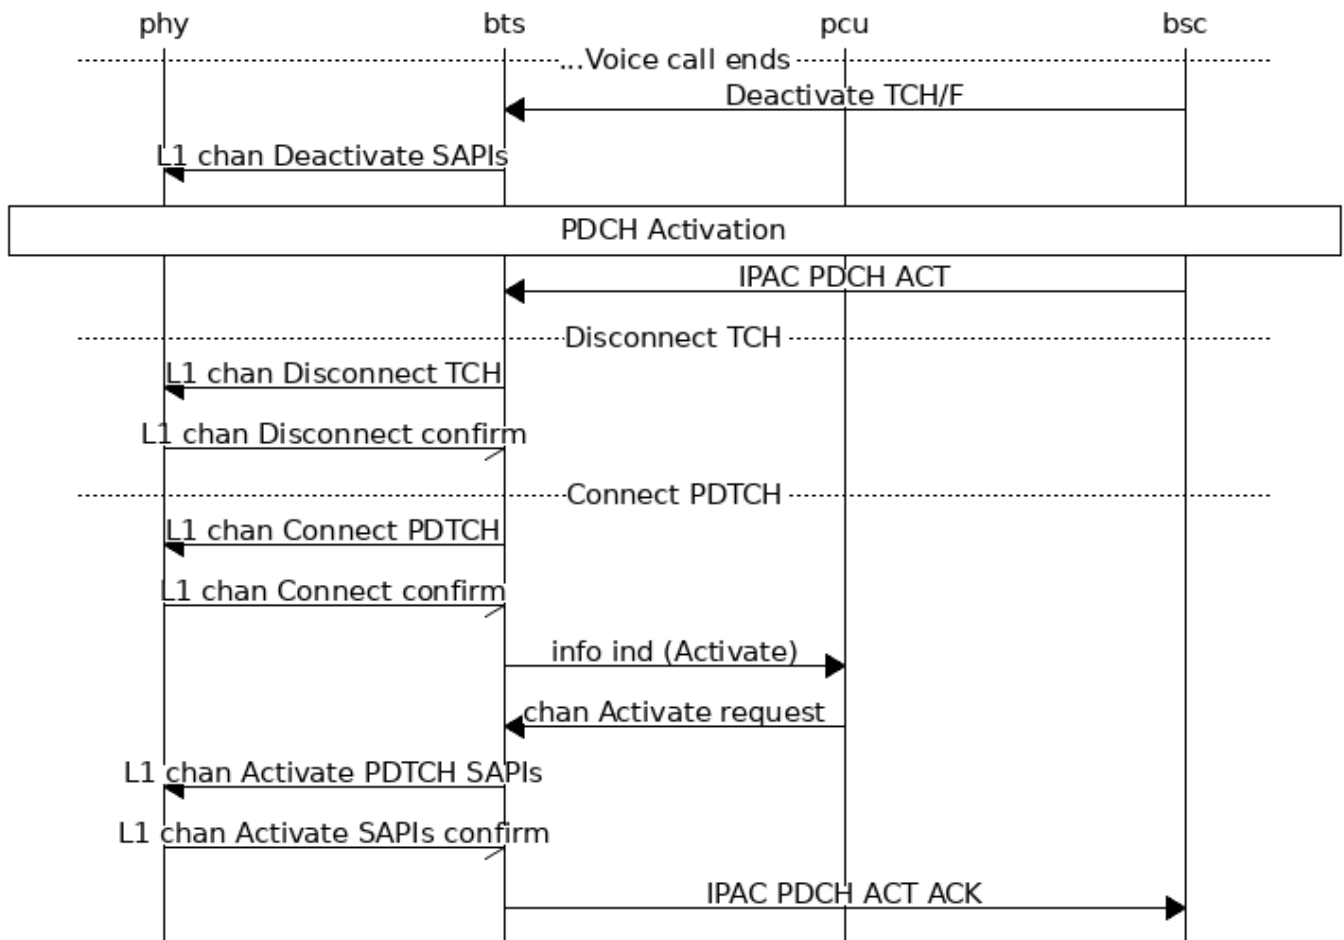 phy bts pcu bsc
...Voice call ends
Deactivate TCH/F
L1 chan Deactivate SAPIs
PDCH Activation
IPAC PDCH ACT
Disconnect TCH
L1 chan Disconnect TCH
L1 chan Disconnect confirm
Connect PDTCH
L1 chan Connect PDTCH
L1 chan Connect confirm
info ind (Activate)
chan Activate request
L1 chan Activate PDTCH SAPIs
L1 chan Activate SAPIs confirm
IPAC PDCH ACT ACK